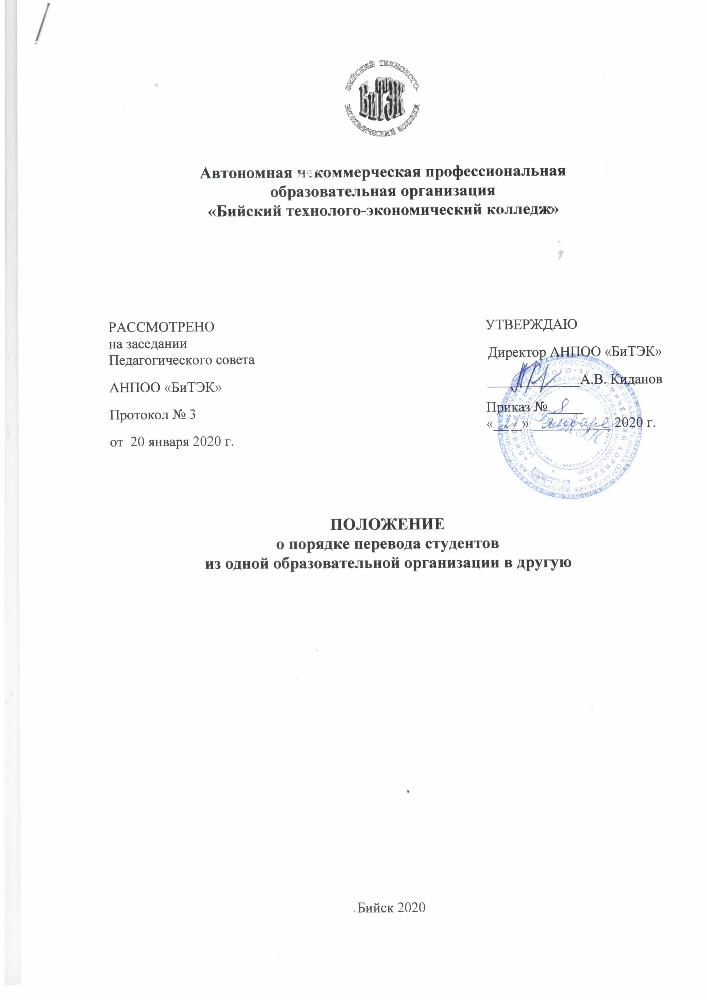 БИЙСКИЙ ТЕХНОЛОГО-
БиТЭК
ЭКОНОМИЧЕСКИЙ КОЛЛЕДЖ
Автономная некоммерческая профессиональная
образовательная организация
«Бийский технолого-экономический колледж»
РАССМОТРЕНО
на заседании
Педагогического совета
АНПОО «БиТЭК»
Протокол № 3
от 20 января 2020 г.
УТВЕРЖДАЮ
Директор АНПОО «БиТЭК»
А.В. Киданов
Приказ № 8
«21» января 2020 г.
ПОЛОЖЕНИЕ
о порядке перевода студентов
из одной образовательной организации в другую
Бийск 2020